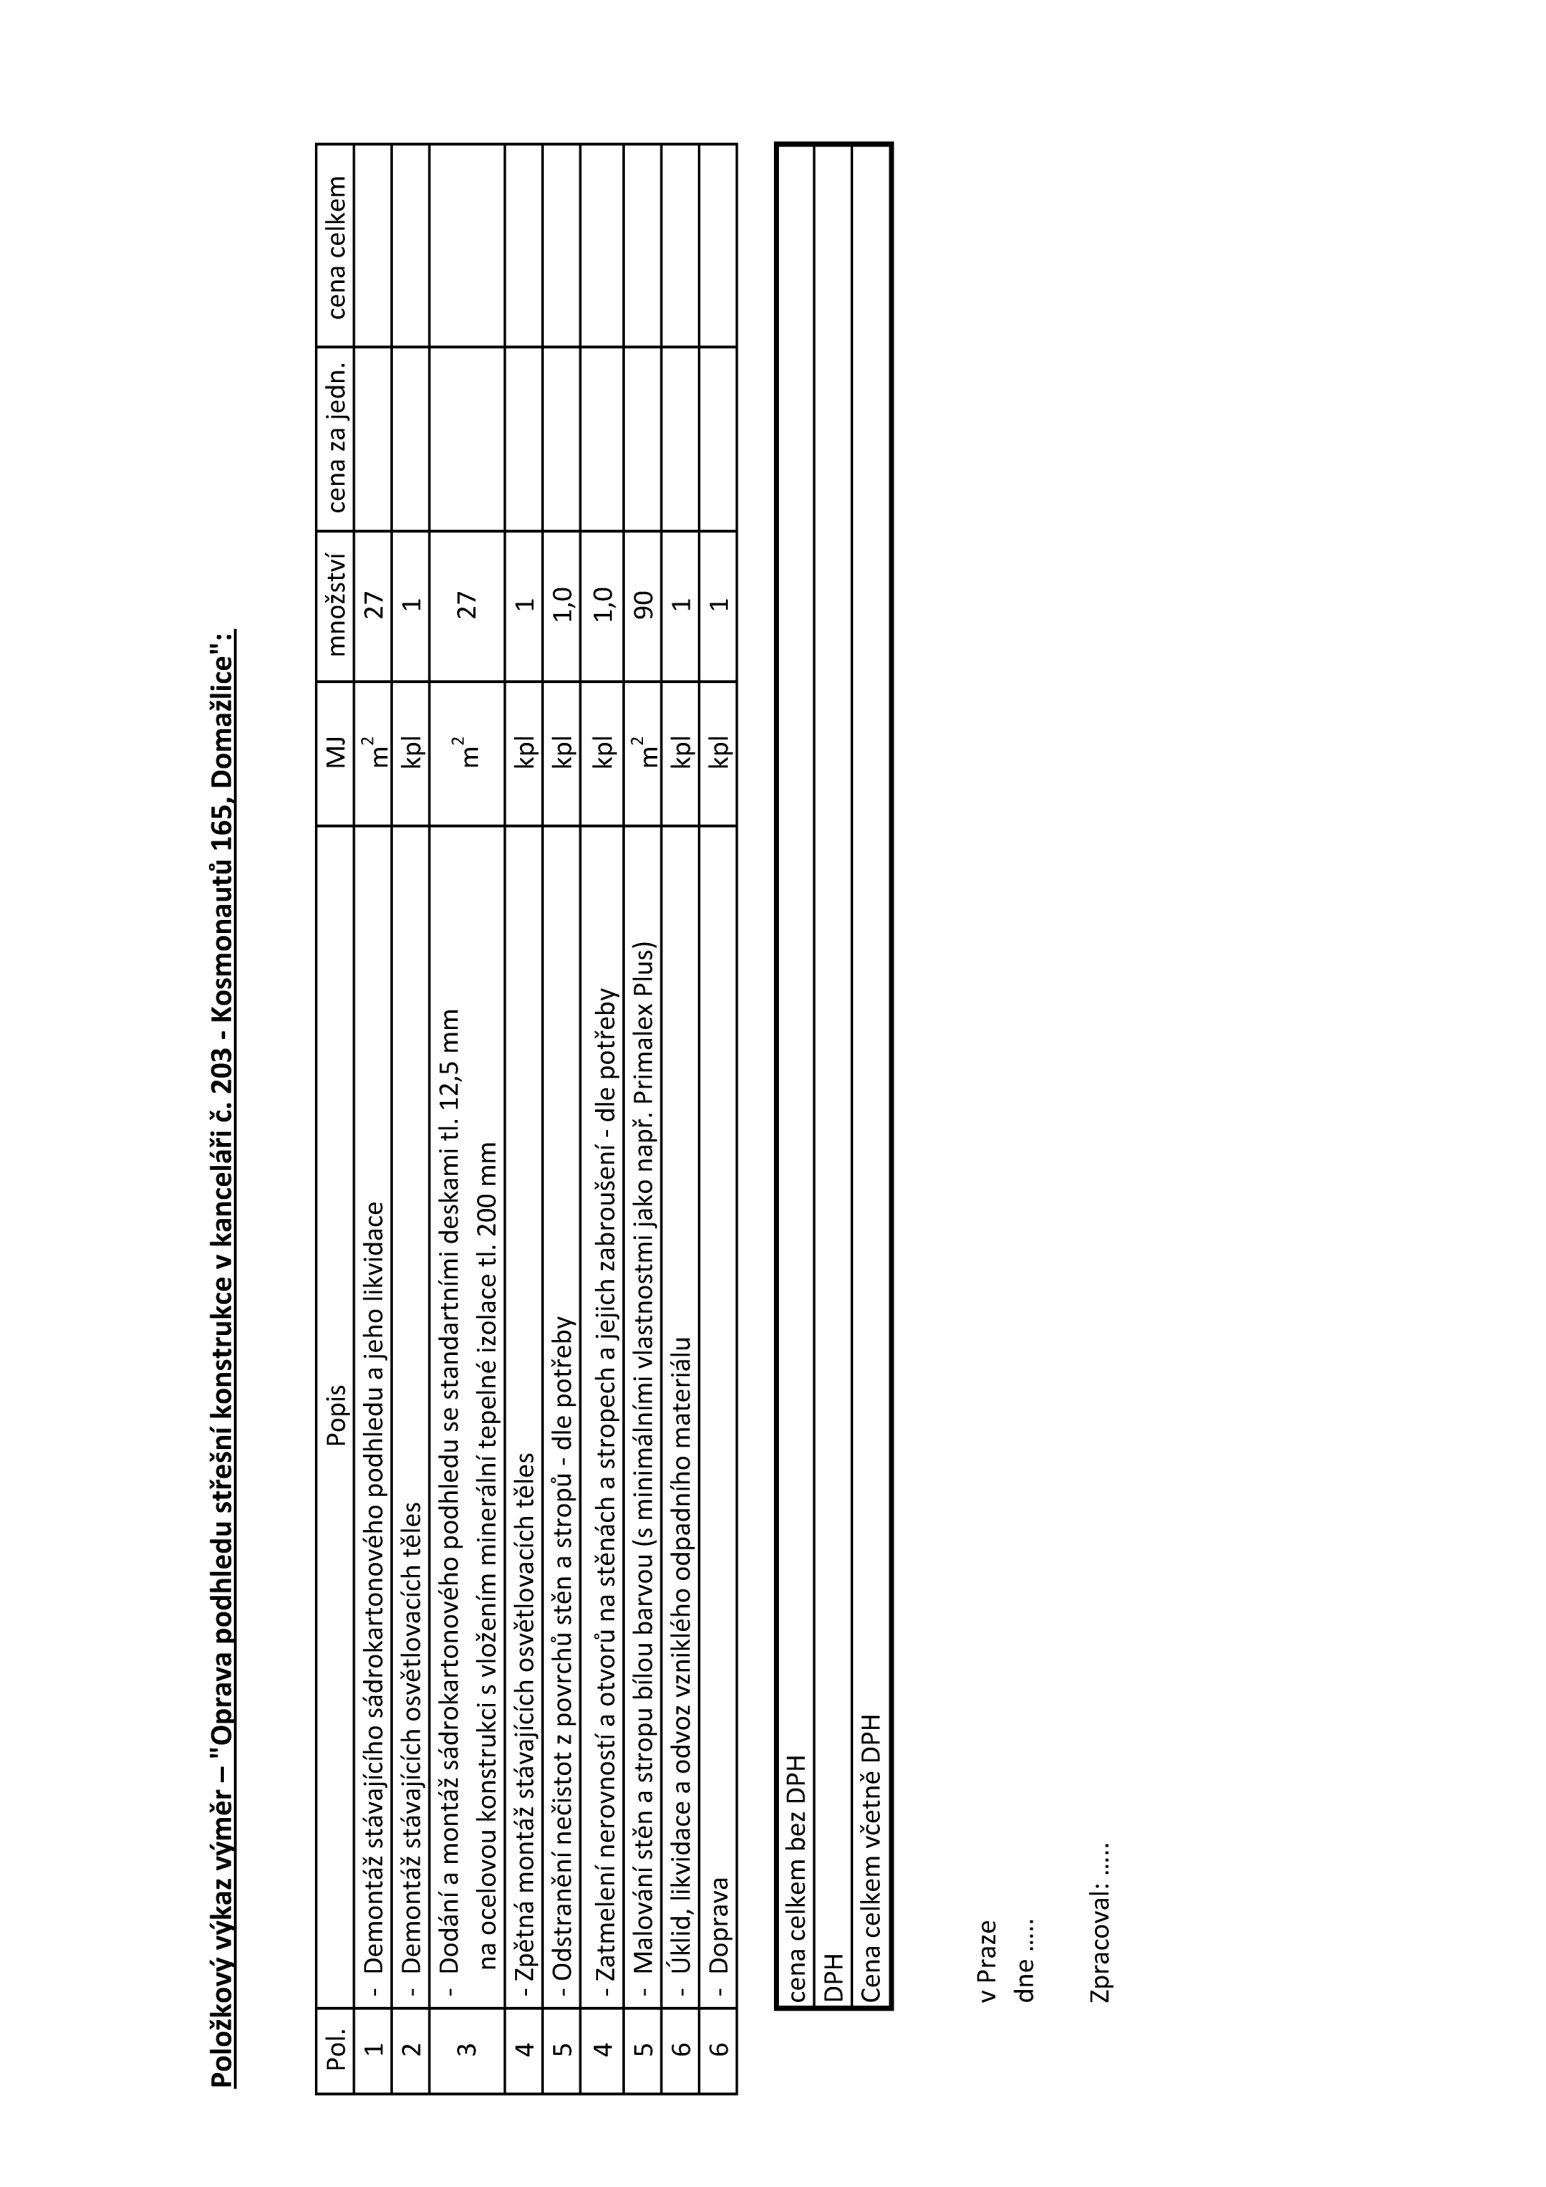 Položkový výkaz výměr – "Oprava podhledu střešní konstrukce v kanceláři č. 203 - Kosmonautů 165, Domažlice":
Pol. Popis MJ množství cena za jedn. cena celkem
1 - Demontáž stávajícího sádrokartonového podhledu a jeho likvidace m² 27
2 - Demontáž stávajících osvětlovacích těles kpl 1
3 - Dodání a montáž sádrokartonového podhledu se standartními deskami tl. 12,5 mm
na ocelovou konstrukci s vložením minerální tepelné izolace tl. 200 mm m² 27
4 - Zpětná montáž stávajících osvětlovacích těles kpl 1
5 - Odstranění nečistot z povrchů stěn a stropů - dle potřeby kpl 1,0
4 - Zatmelení nerovností a otvorů na stěnách a stropech a jejich zabroušení - dle potřeby kpl 1,0
5 - Malování stěn a stropu bílou barvou (s minimálními vlastnostmi jako např. Primalex Plus) m² 90
6 - Úklid, likvidace a odvoz vzniklého odpadního materiálu kpl 1
6 - Doprava kpl 1
cena celkem bez DPH
DPH
Cena celkem včetně DPH
v Praze
dne .....
Zpracoval: .....